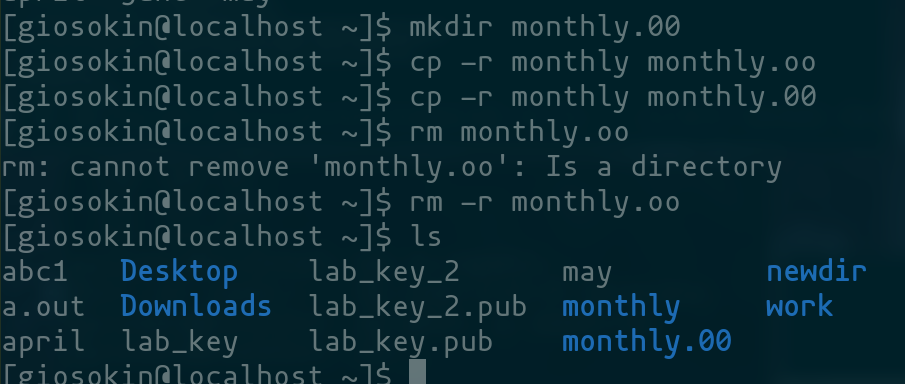 [giosokin@localhost ~]$ mkdir monthly.00
[giosokin@localhost ~]$ cp -r monthly monthly.oo
[giosokin@localhost ~]$ cp -r monthly monthly.00
[giosokin@localhost ~]$ rm monthly.oo
rm: cannot remove 'monthly.oo': Is a directory
[giosokin@localhost ~]$ rm -r monthly.oo
[giosokin@localhost ~]$ ls
abc1 Desktop lab_key_2 may newdir
a.out Downloads lab_key_2.pub monthly work
april lab_key lab_key.pub monthly.00
[giosokin@localhost ~]$